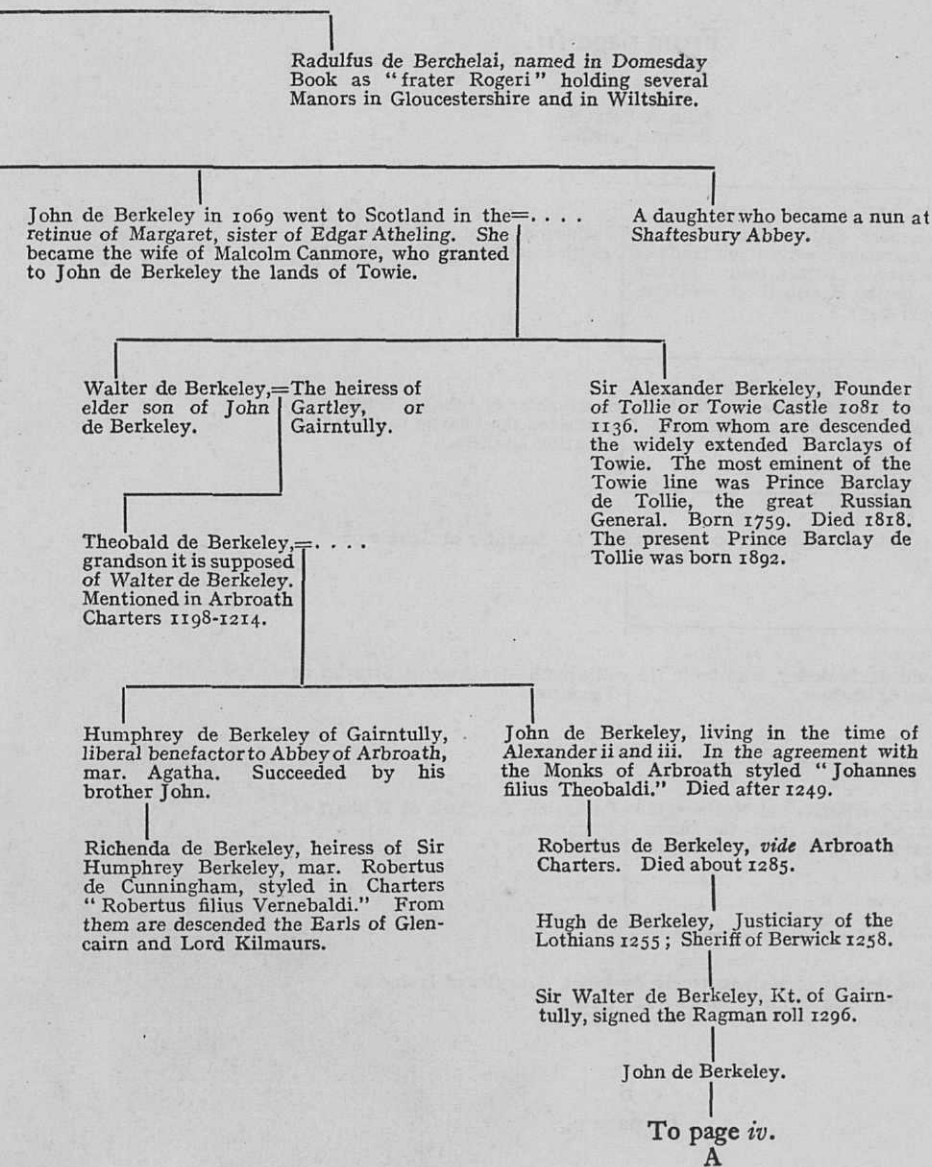 Radulfus de Berchelai, named in Domesday
Book as "frater Rogeri" holding several
Manors in Gloucestershire and in Wiltshire.
John de Berkeley in 1069 went to Scotland in the=. . . .
retinue of Margaret, sister of Edgar Atheling. She
became the wife of Malcolm Canmore, who granted
to John de Berkeley the lands of Towie.
A daughter who became a nun at
Shaftesbury Abbey.
Walter de Berkeley,=
elder son of John
de Berkeley.
The heiress of
Gartley, or
Gairntully.
Sir Alexander Berkeley, Founder
of Tollie or Towie Castle 1081 to
1136. From whom are descended
the widely extended Barclays of
Towie. The most eminent of the
Towie line was Prince Barclay
de Tollie, the great Russian
General. Born 1759. Died 1818.
The present Prince Barclay de
Tollie was born 1892.
Theobald de Berkeley,=. . . .
grandson it is supposed
of Walter de Berkeley.
Mentioned in Arbroath
Charters 1198-1214.
Humphrey de Berkeley of Gairntully,
liberal benefactor to Abbey of Arbroath,
mar. Agatha. Succeeded by his
brother John.
John de Berkeley, living in the time of
Alexander ii and iii. In the agreement with
the Monks of Arbroath styled "Johannes
filius Theobaldi." Died after 1249.
Richenda de Berkeley, heiress of Sir
Humphrey Berkeley, mar. Robertus
de Cunningham, styled in Charters
"Robertus filius Vernebaldi." From
them are descended the Earls of Glen-
cairn and Lord Kilmaurs.
Robertus de Berkeley, vide Arbroath
Charters. Died about 1285.
Hugh de Berkeley, Justiciary of the
Lothians 1255; Sheriff of Berwick 1258.
Sir Walter de Berkeley, Kt. of Gairn-
tully, signed the Ragman roll 1296.
John de Berkeley.
To page iv.
A